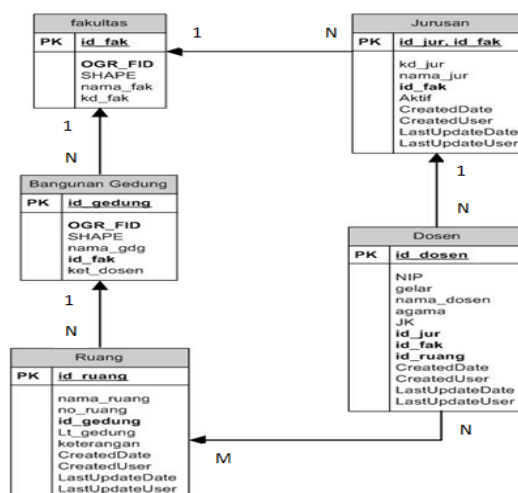 fakultas
PK id_fak
OGR_FID
SHAPE
nama_fak
kd_fak
1
N
Jurusan
PK id_jur, id_fak
kd_jur
nama_jur
id_fak
Aktif
CreatedDate
CreatedUser
LastUpdateDate
LastUpdateUser
1
N
Bangunan Gedung
PK id_gedung
OGR_FID
SHAPE
nama_gdg
id_fak
ket_dosen
1
N
Dosen
PK id_dosen
NIP
gelar
nama_dosen
agama
JK
id_jur
id_fak
id_ruang
CreatedDate
CreatedUser
LastUpdateDate
LastUpdateUser
1
N
Ruang
PK id_ruang
nama_ruang
no_ruang
id_gedung
Lt_gedung
keterangan
CreatedDate
CreatedUser
LastUpdateDate
LastUpdateUser
M
N